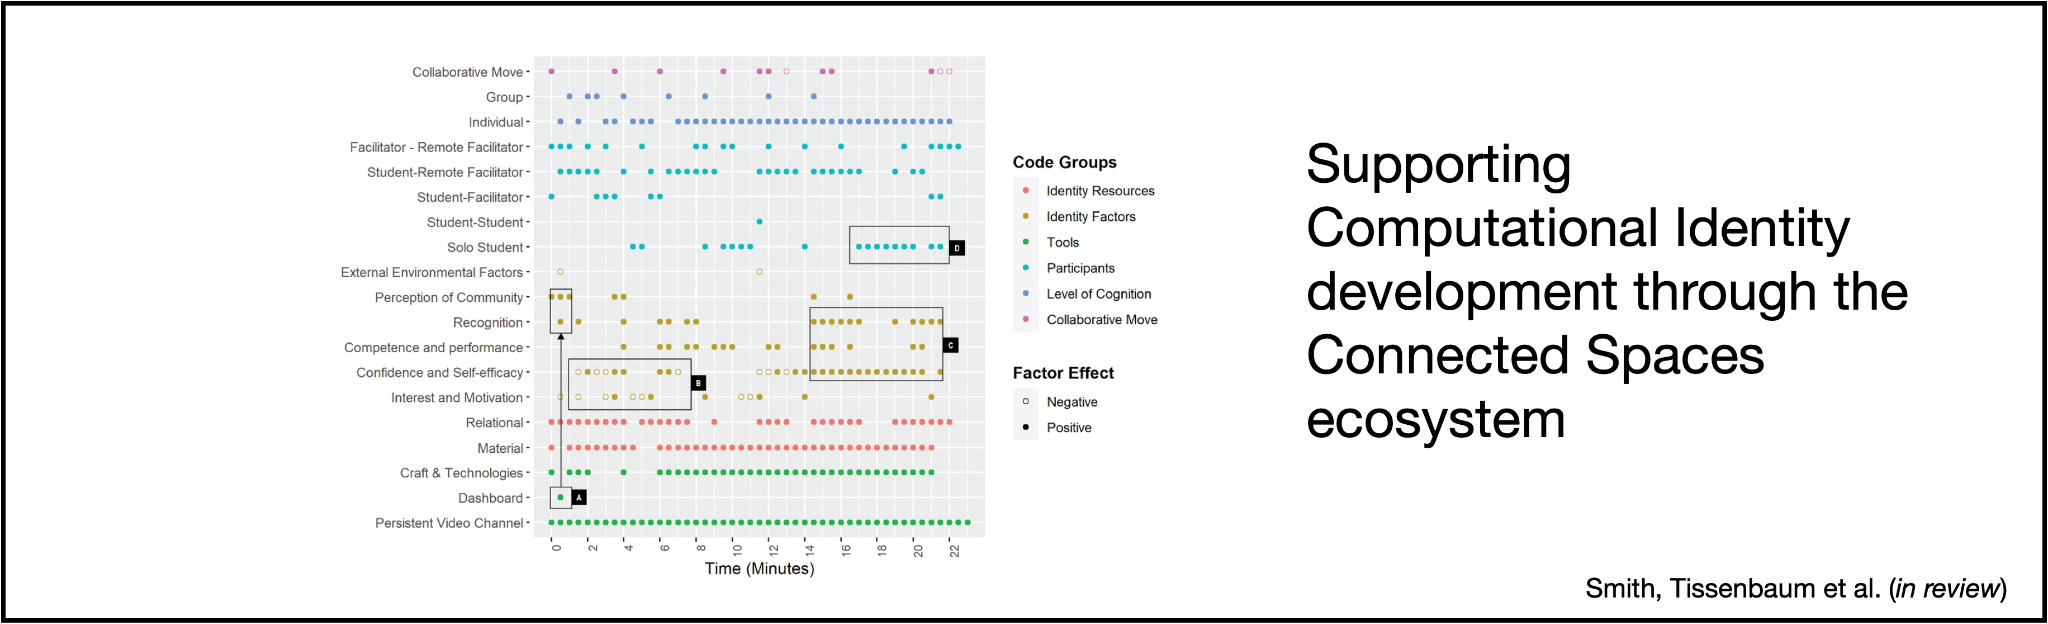 Collaborative Move
Group
Individual
Facilitator - Remote Facilitator
Student-Remote Facilitator
Student-Facilitator
Student-Student
Solo Student
External Environmental Factors
Perception of Community
Recognition
Competence and performance
Confidence and Self-efficacy
Interest and Motivation
Relational
Material
Craft & Technologies
Dashboard
Persistent Video Channel
D
C
B
A
0 2 4 6 8 10 12 14 16 18 20 22
Time (Minutes)
Code Groups
Identity Resources
Identity Factors
Tools
Participants
Level of Cognition
Collaborative Move
Factor Effect
Negative
Positive
Supporting
Computational Identity
development through the
Connected Spaces
ecosystem
Smith, Tissenbaum et al. (in review)